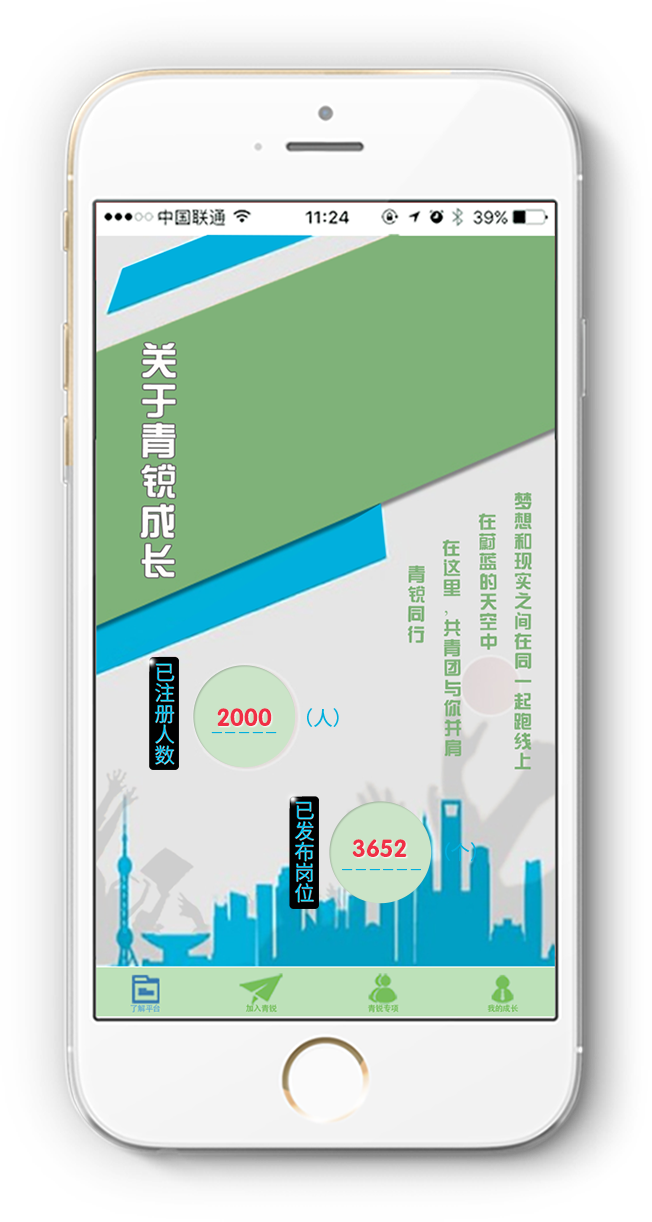 中国联通 11:24 39%
关于青锐成长
梦想和现实之间在同一起跑线上
在蔚蓝的天空中
在这里，共青团与你并肩
青锐同行
已注册人数
2000
(人)
已发布岗位
3652
(个)
了解平台
加入青锐
青锐专项
我的成长